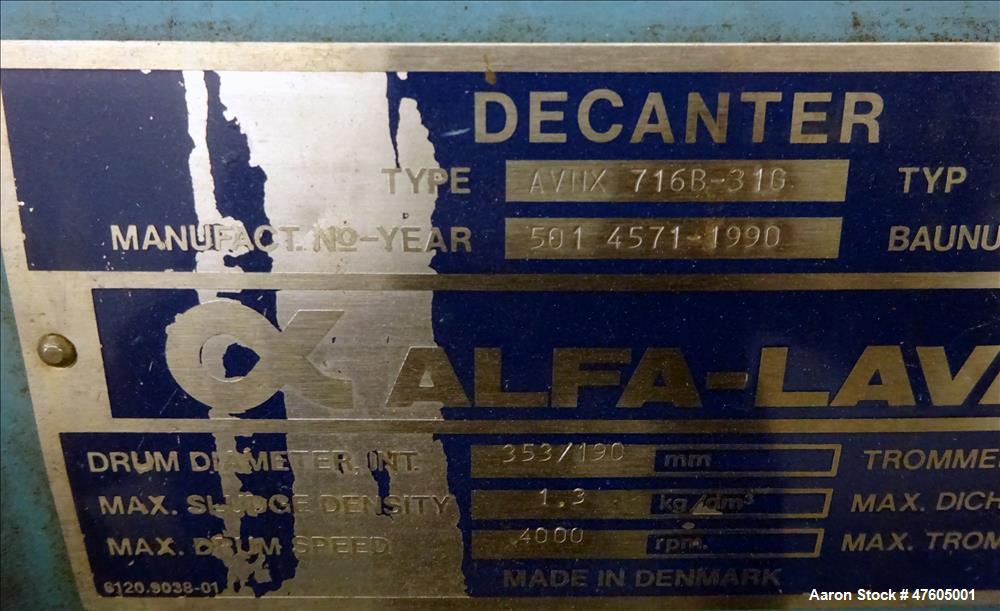 DECANTER
TYPE AVNX 716B-31G TYP
MANUFACT. Nº-YEAR 501 4571-1990 BAUNU
ALFA-LAVA
DRUM DIAMETER, INT. 353/190 mm TROMME
MAX. SLUDGE DENSITY 1.3 kg/dm³ MAX. DICH
MAX. DRUM SPEED 4000 rpm. MAX. TROM
6120.9038-01 MADE IN DENMARK
Aaron Stock # 47605001